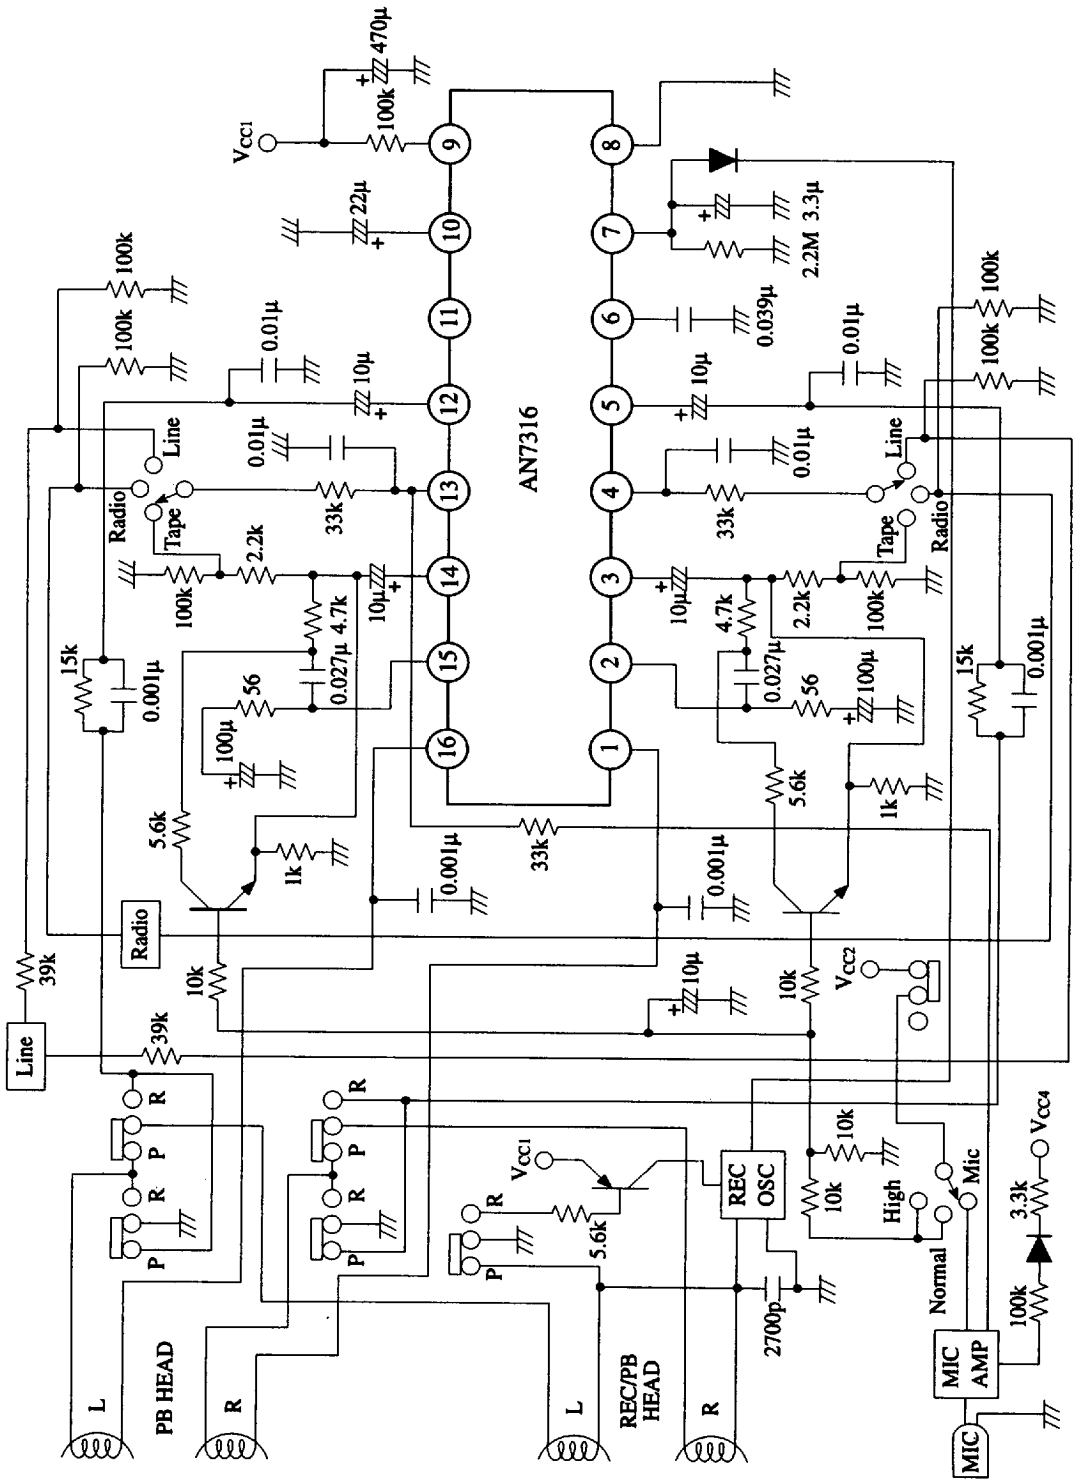 VCC1
470µ
100k
9
8
22µ
10
7
3.3µ
2.2M
100k
100k
11
6
0.039µ
0.01µ
10µ
12
AN7316
5
10µ
0.01µ
100k
100k
Line
Radio
Tape
0.01µ
33k
13
4
33k
0.01µ
Line
Radio
Tape
100k
2.2k
10µ
14
3
10µ
2.2k
100k
4.7k
0.027µ
15
2
4.7k
0.027µ
56
100µ
56
100µ
15k
0.001µ
16
1
15k
0.001µ
5.6k
1k
33k
5.6k
1k
0.001µ
0.001µ
Radio
39k
10k
10µ
10k
VCC2
Line
39k
R
P
R
P
R
P
R
P
R
P
VCC1
5.6k
REC
OSC
2700p
10k
10k
High
Normal
Mic
VCC4
3.3k
100k
L
PB HEAD
R
L
REC/PB
HEAD
R
MIC
AMP
MIC